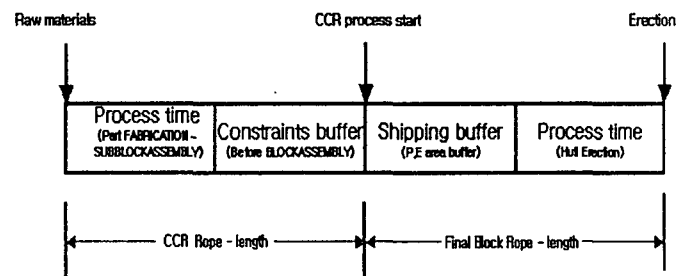 Raw materials CCR process start Erection
Process time
(Part FABRICATION ~
SUBBLOCKASSEMBLY)
Constraints buffer
(Before BLOCKASSEMBLY)
Shipping buffer
(P.E area buffer)
Process time
(Hull Erection)
CCR Rope - length
Final Block Rope - length